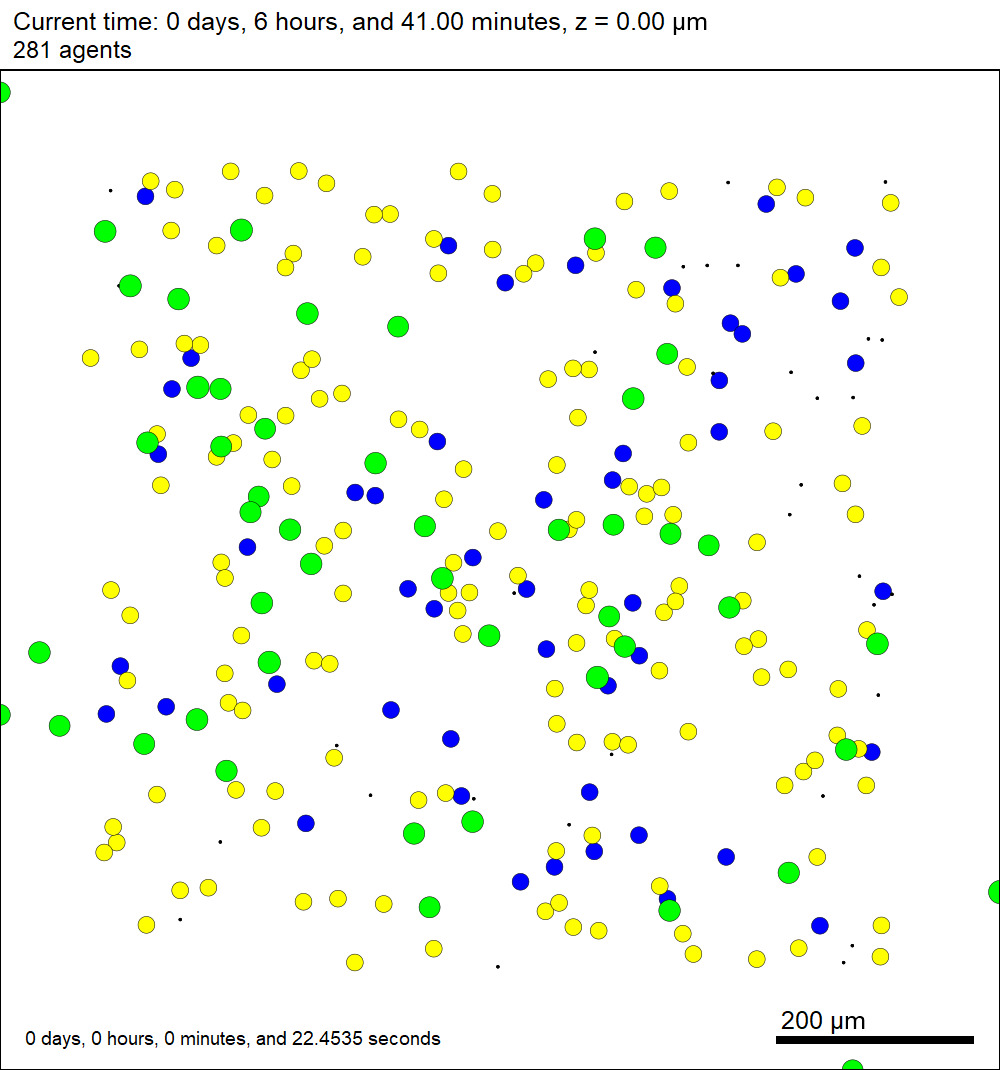 Current time: 0 days, 6 hours, and 41.00 minutes, z = 0.00 μm
281 agents
200 μm
0 days, 0 hours, 0 minutes, and 22.4535 seconds